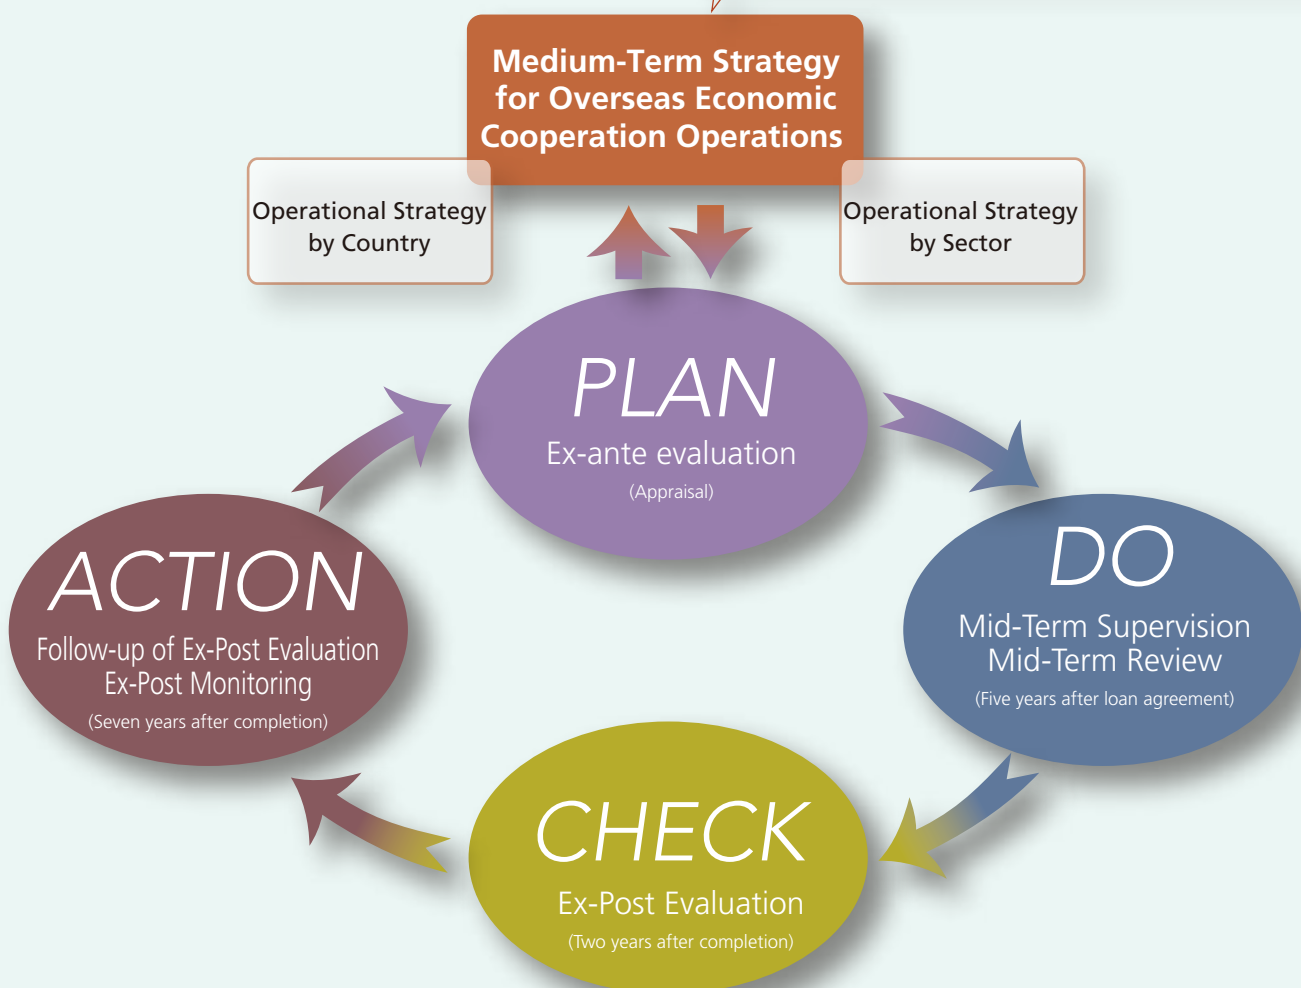 Medium-Term Strategy
for Overseas Economic
Cooperation Operations
Operational Strategy
by Country
Operational Strategy
by Sector
PLAN
Ex-ante evaluation
(Appraisal)
DO
Mid-Term Supervision
Mid-Term Review
(Five years after loan agreement)
CHECK
Ex-Post Evaluation
(Two years after completion)
ACTION
Follow-up of Ex-Post Evaluation
Ex-Post Monitoring
(Seven years after completion)